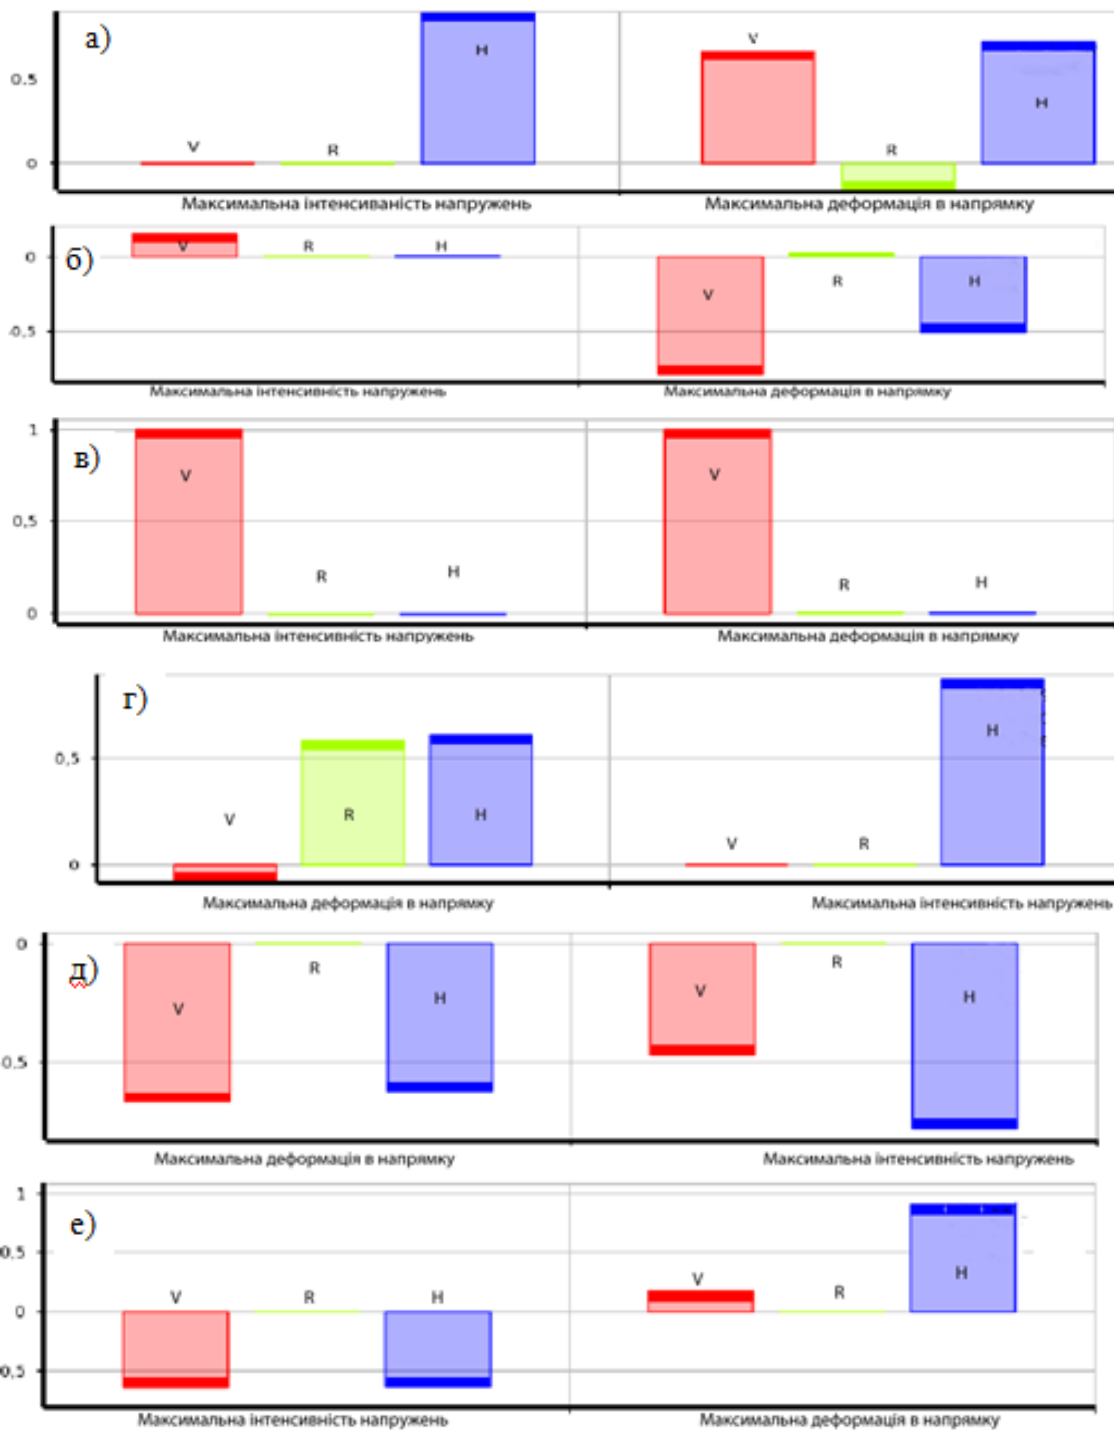 а)
0.5
0
V R H
V R H
Максимальна інтенсиваність напружень Максимальна деформація в напрямку
б)
0
-0.5
V R H
V R H
Максимальна інтенсивність напружень Максимальна деформація в напрямку
в)
1
0,5
0
V R H
V R H
Максимальна інтенсивність напружень Максимальна деформація в напрямку
г)
0,5
0
V R H
V R H
Максимальна деформація в напрямку Максимальна інтенсивність напружень
д)
0
0.5
V R H
V R H
Максимальна деформація в напрямку Максимальна інтенсивність напружень
е)
1
0.5
0
0.5
V R H
V R H
Максимальна інтенсивність напружень Максимальна деформація в напрямку